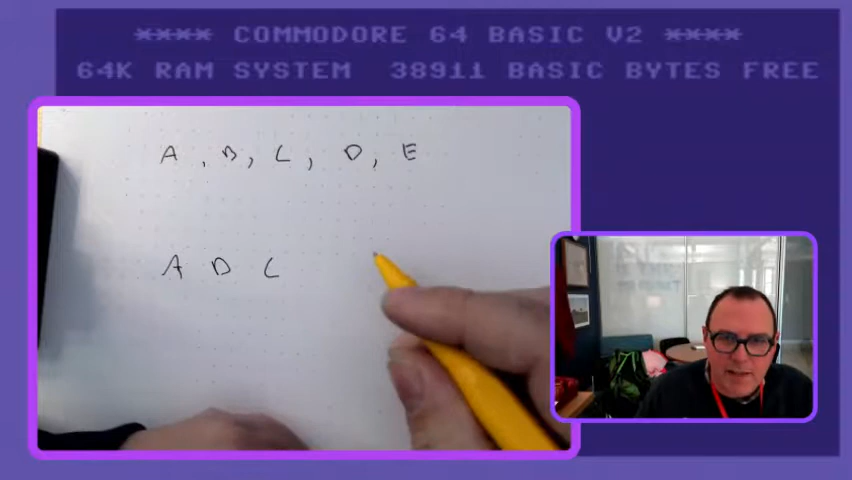 **** COMMODORE 64 BASIC V2 ****
64K RAM SYSTEM 38911 BASIC BYTES FREE
A, B, C, D, E
A D C